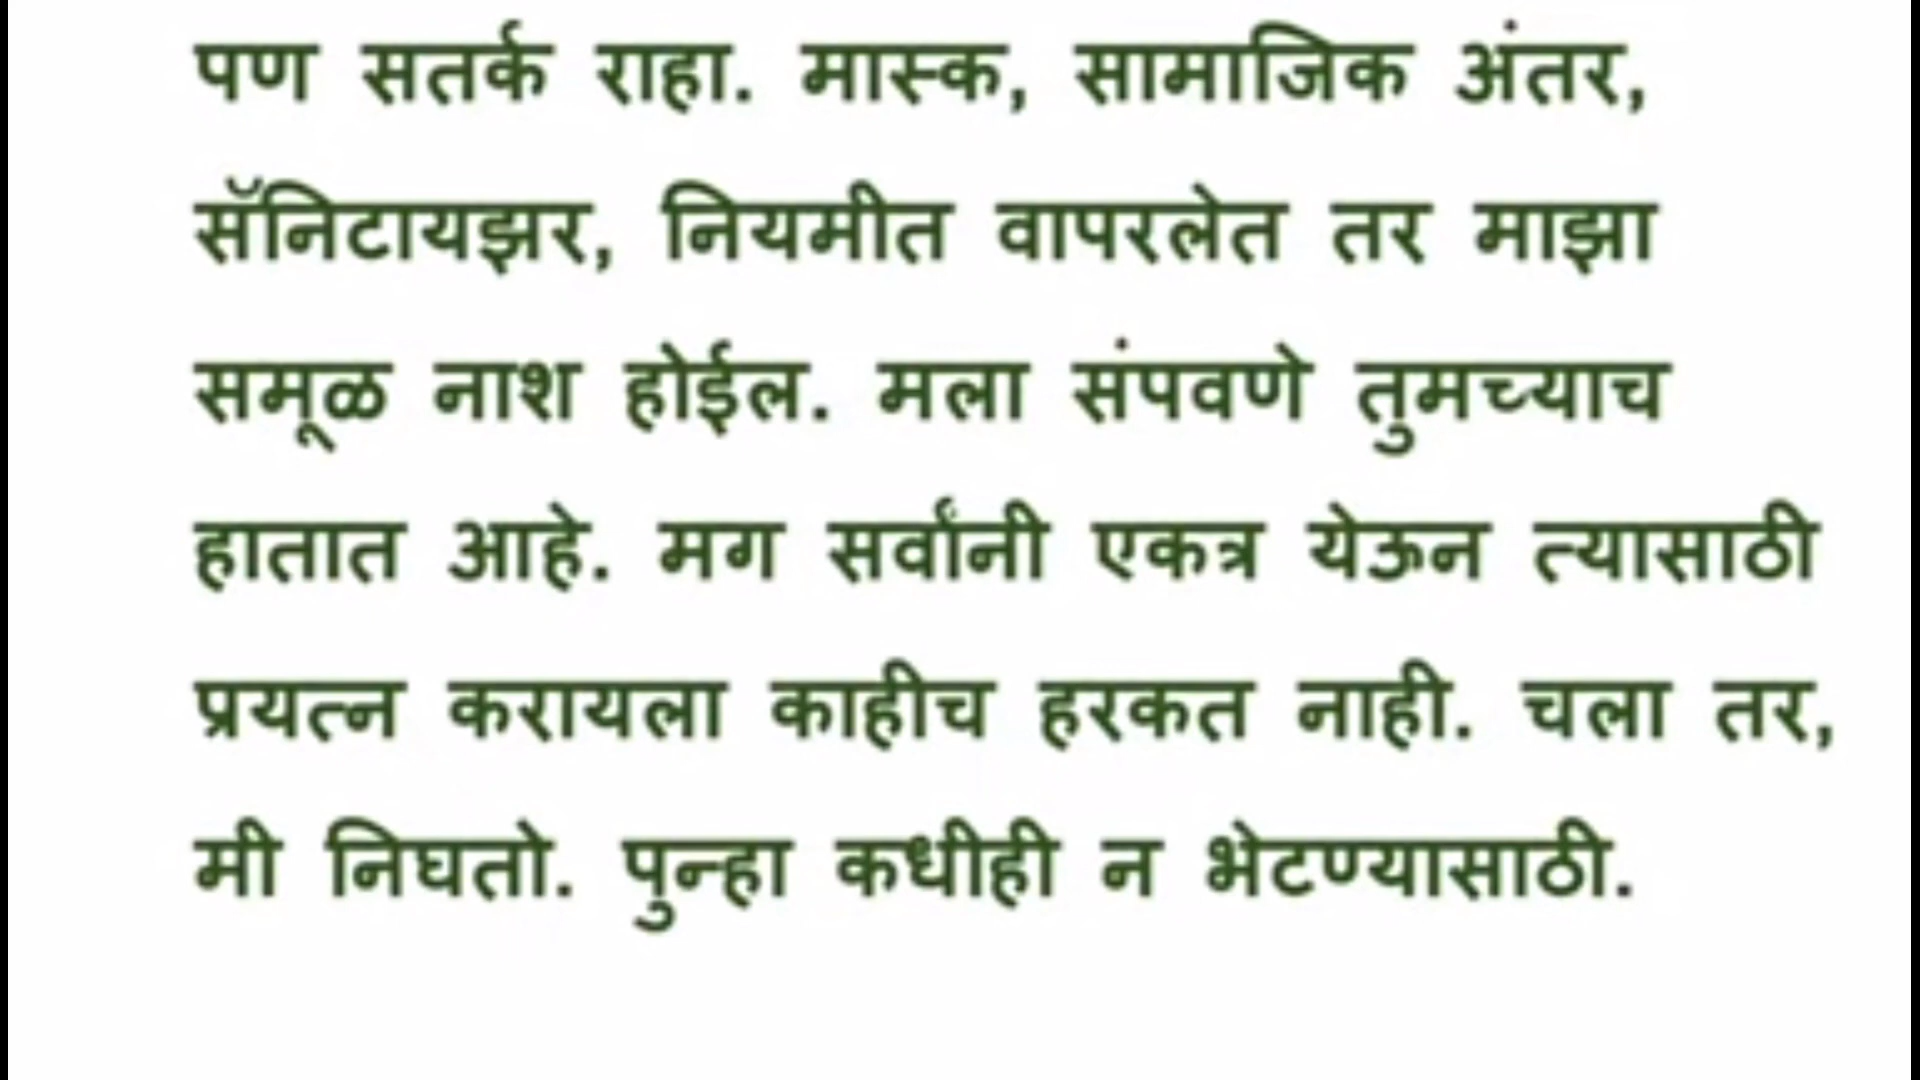 पण सतर्क राहा. मास्क, सामाजिक अंतर,
सॅनिटायझर, नियमीत वापरलेत तर माझा
समूळ नाश होईल. मला संपवणे तुमच्याच
हातात आहे. मग सर्वांनी एकत्र येऊन त्यासाठी
प्रयत्न करायला काहीच हरकत नाही. चला तर,
मी निघतो. पुन्हा कधीही न भेटण्यासाठी.